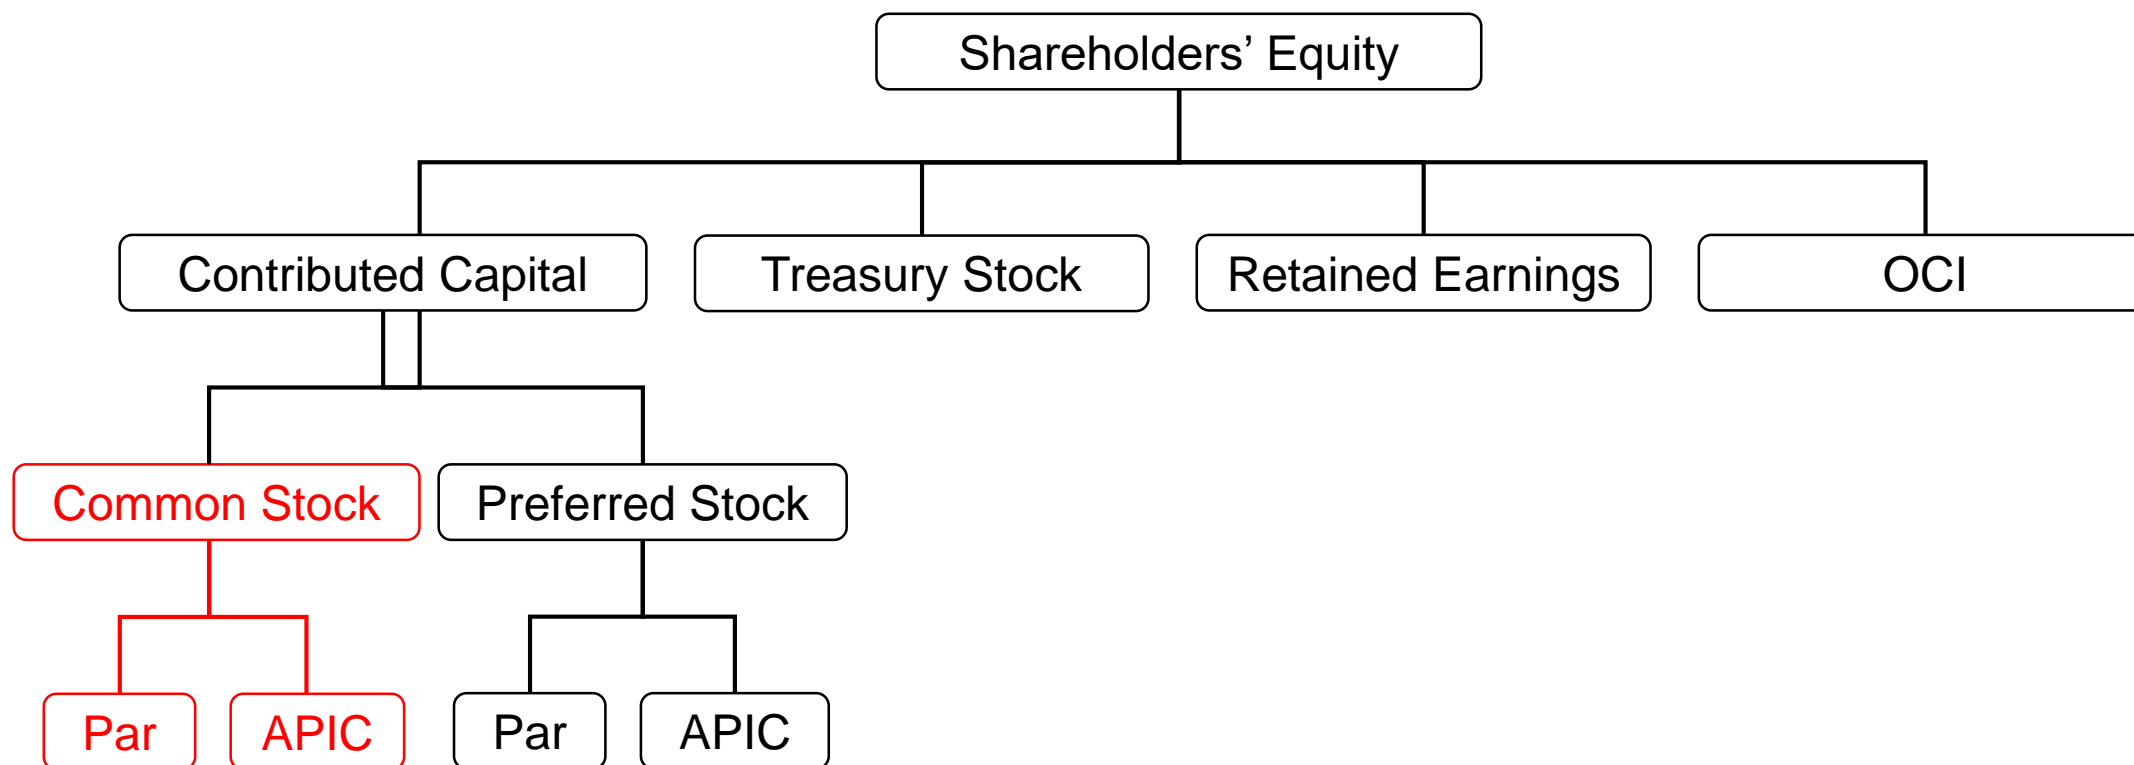 Shareholders’ Equity
Contributed Capital
Treasury Stock
Retained Earnings
OCI
Common Stock
Preferred Stock
Par
APIC
Par
APIC